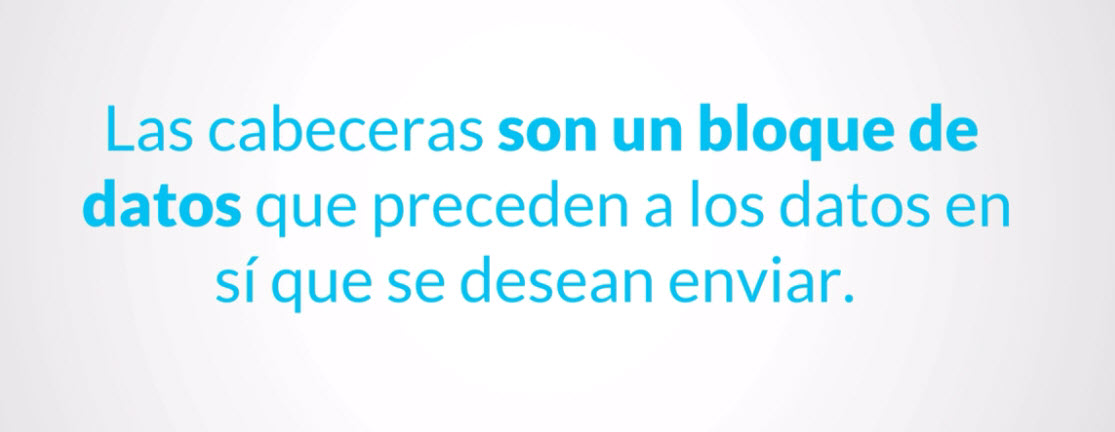 Las cabeceras son un bloque de
datos que preceden a los datos en
sí que se desean enviar.